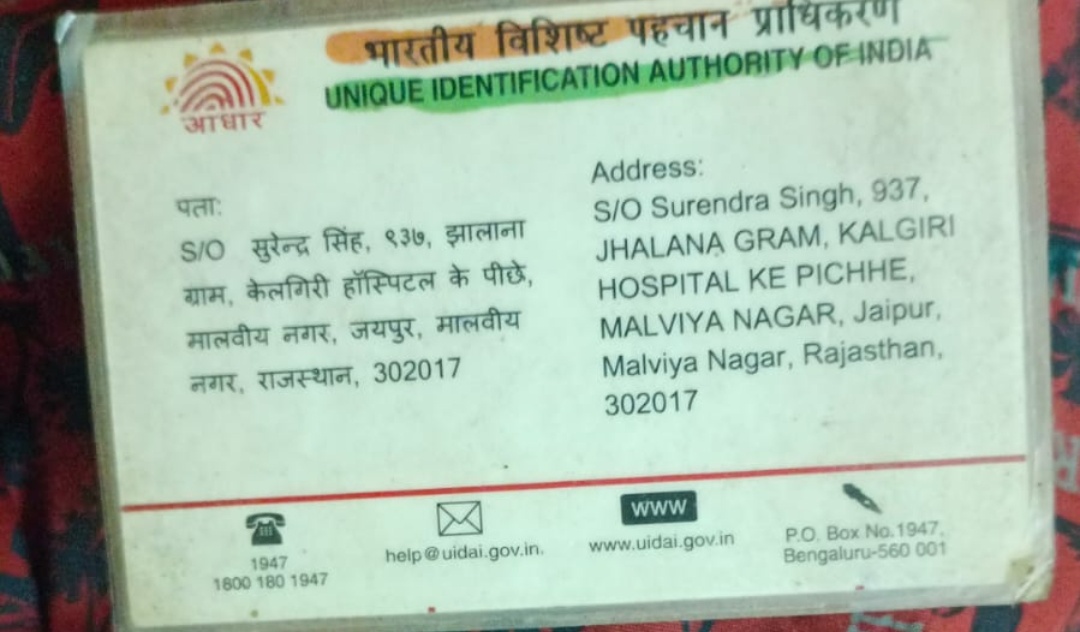 भारतीय विशिष्ट पहचान प्राधिकरण
UNIQUE IDENTIFICATION AUTHORITY OF INDIA
आधार
पता:
S/O सुरेन्द्र सिंह, ९३७, झालाना
ग्राम, केलगिरी हॉस्पिटल के पीछे,
मालवीय नगर, जयपुर, मालवीय
नगर, राजस्थान, 302017
Address:
S/O Surendra Singh, 937,
JHALANA GRAM, KALGIRI
HOSPITAL KE PICHHE,
MALVIYA NAGAR, Jaipur,
Malviya Nagar, Rajasthan,
302017
1947
1800 180 1947
help@uidai.gov.in.
www
www.uidai.gov.in
P.O. Box No.1947,
Bengaluru-560 001